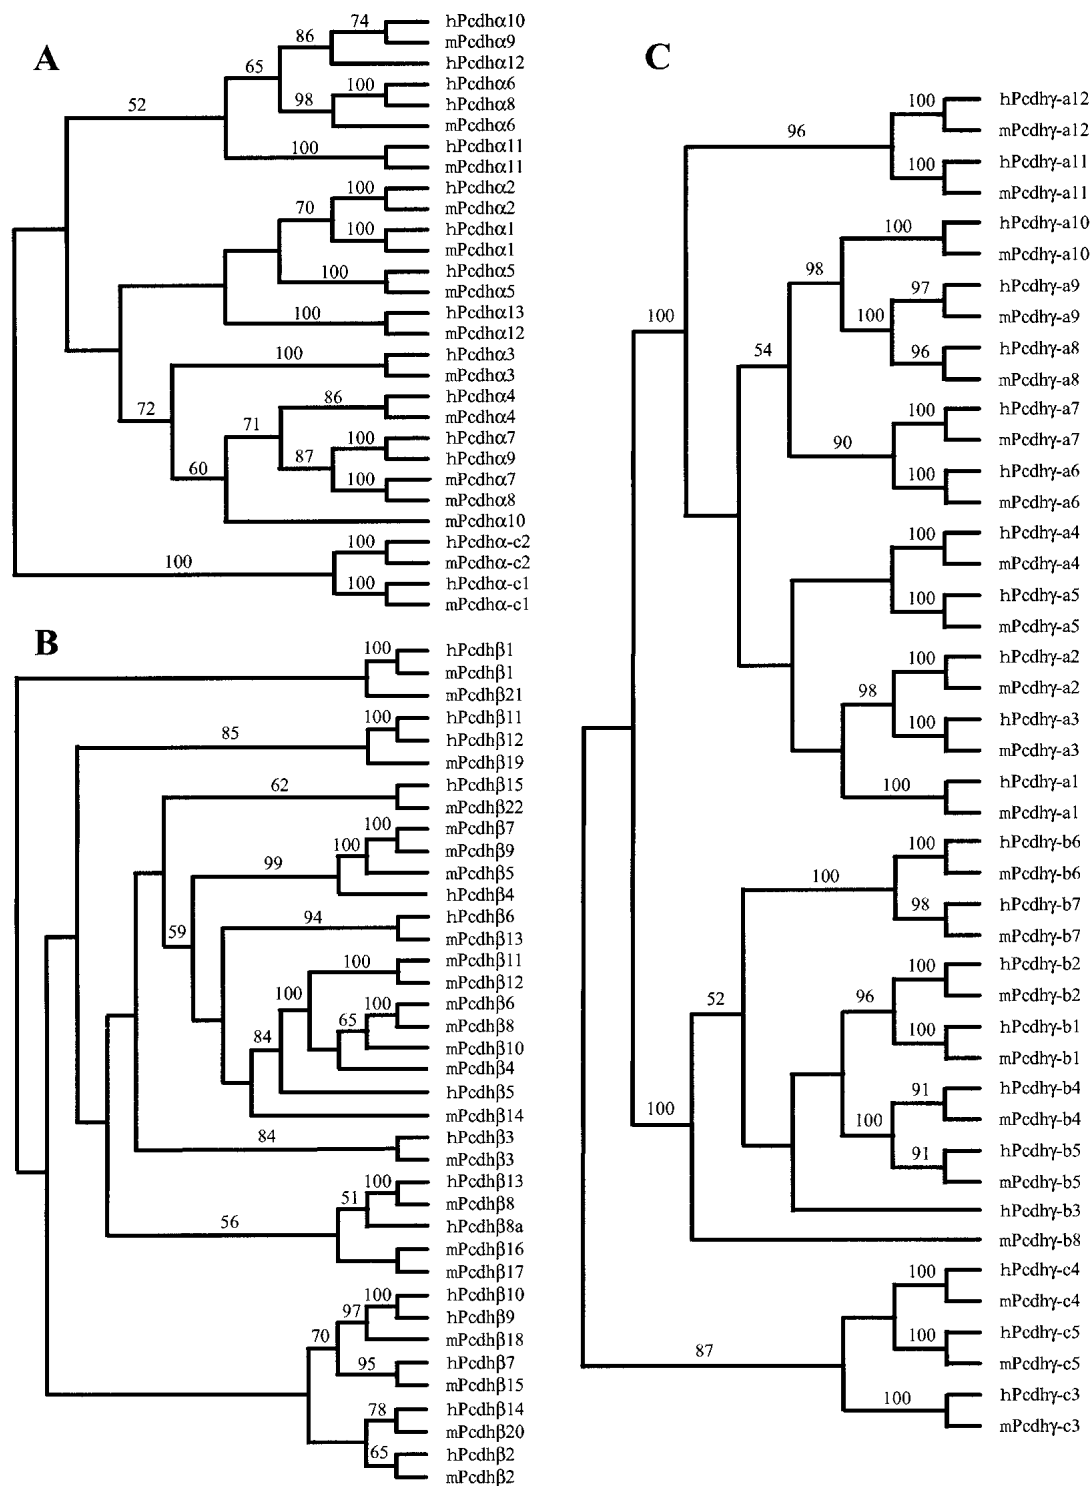 A
74
hPcdhα10
mPcdhα9
86
hPcdhα12
65
100
hPcdhα6
hPcdhα8
98
mPcdhα6
52
100
hPcdhα11
mPcdhα11
100
hPcdhα2
mPcdhα2
70
100
hPcdhα1
mPcdhα1
100
hPcdhα5
mPcdhα5
100
hPcdhα13
mPcdhα12
100
hPcdhα3
mPcdhα3
72
86
hPcdhα4
mPcdhα4
71
100
hPcdhα7
hPcdhα9
87
100
mPcdhα7
mPcdhα8
60
mPcdhα10
100
hPcdhα-c2
mPcdhα-c2
100
100
hPcdhα-c1
mPcdhα-c1
B
100
hPcdhβ1
mPcdhβ1
mPcdhβ21
100
hPcdhβ11
hPcdhβ12
85
mPcdhβ19
62
hPcdhβ15
mPcdhβ22
100
mPcdhβ7
mPcdhβ9
100
mPcdhβ5
99
hPcdhβ4
59
94
hPcdhβ6
mPcdhβ13
100
mPcdhβ11
mPcdhβ12
100
100
mPcdhβ6
mPcdhβ8
65
mPcdhβ10
mPcdhβ4
84
hPcdhβ5
mPcdhβ14
84
hPcdhβ3
mPcdhβ3
100
hPcdhβ13
mPcdhβ8
51
hPcdhβ8a
56
mPcdhβ16
mPcdhβ17
100
hPcdhβ10
hPcdhβ9
97
mPcdhβ18
70
95
hPcdhβ7
mPcdhβ15
78
hPcdhβ14
mPcdhβ20
65
hPcdhβ2
mPcdhβ2
C
100
hPcdhγ-a12
mPcdhγ-a12
96
100
hPcdhγ-a11
mPcdhγ-a11
100
hPcdhγ-a10
mPcdhγ-a10
98
97
hPcdhγ-a9
mPcdhγ-a9
100
100
96
hPcdhγ-a8
mPcdhγ-a8
54
100
hPcdhγ-a7
mPcdhγ-a7
90
100
hPcdhγ-a6
mPcdhγ-a6
100
hPcdhγ-a4
mPcdhγ-a4
100
hPcdhγ-a5
mPcdhγ-a5
100
hPcdhγ-a2
mPcdhγ-a2
98
100
hPcdhγ-a3
mPcdhγ-a3
100
hPcdhγ-a1
mPcdhγ-a1
100
hPcdhγ-b6
mPcdhγ-b6
100
98
hPcdhγ-b7
mPcdhγ-b7
100
hPcdhγ-b2
mPcdhγ-b2
52
96
100
hPcdhγ-b1
mPcdhγ-b1
91
hPcdhγ-b4
mPcdhγ-b4
100
100
91
hPcdhγ-b5
mPcdhγ-b5
hPcdhγ-b3
mPcdhγ-b8
100
hPcdhγ-c4
mPcdhγ-c4
100
hPcdhγ-c5
mPcdhγ-c5
87
100
hPcdhγ-c3
mPcdhγ-c3